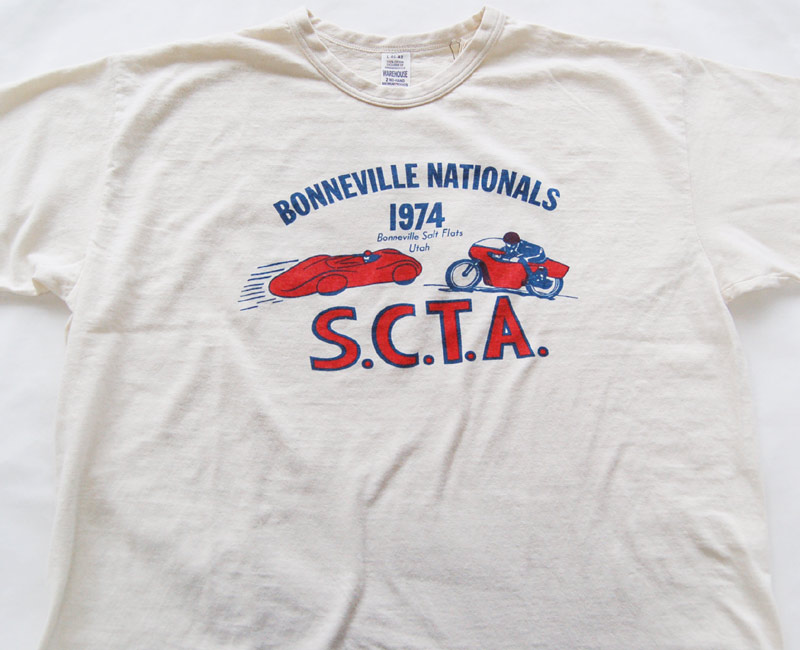 WAREHOUSE
BONNEVILLE NATIONALS
1974
Bonneville Salt Flats
Utah
S.C.T.A.